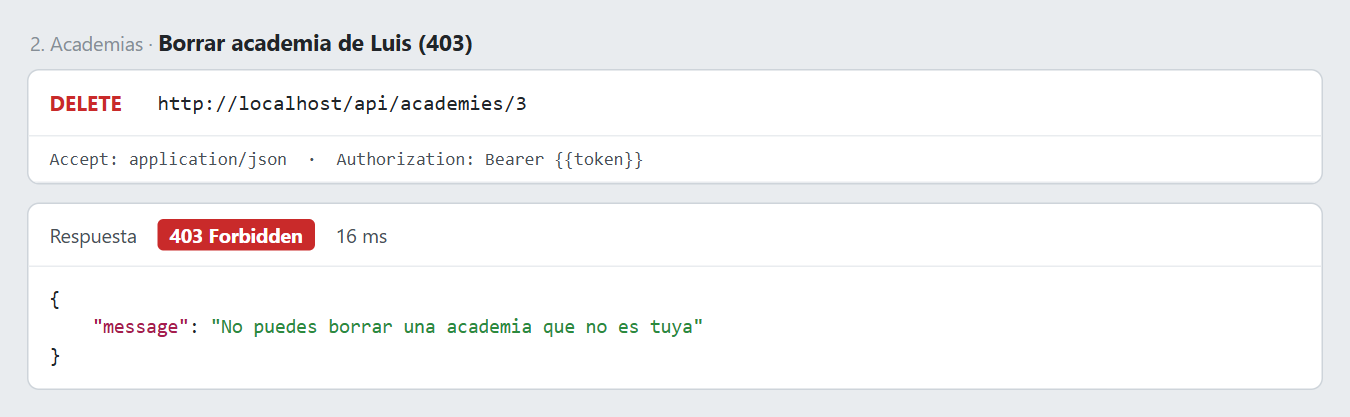 2. Academias · Borrar academia de Luis (403)
DELETE http://localhost/api/academies/3
Accept: application/json · Authorization: Bearer {{token}}
Respuesta 403 Forbidden 16 ms
{
    "message": "No puedes borrar una academia que no es tuya"
}